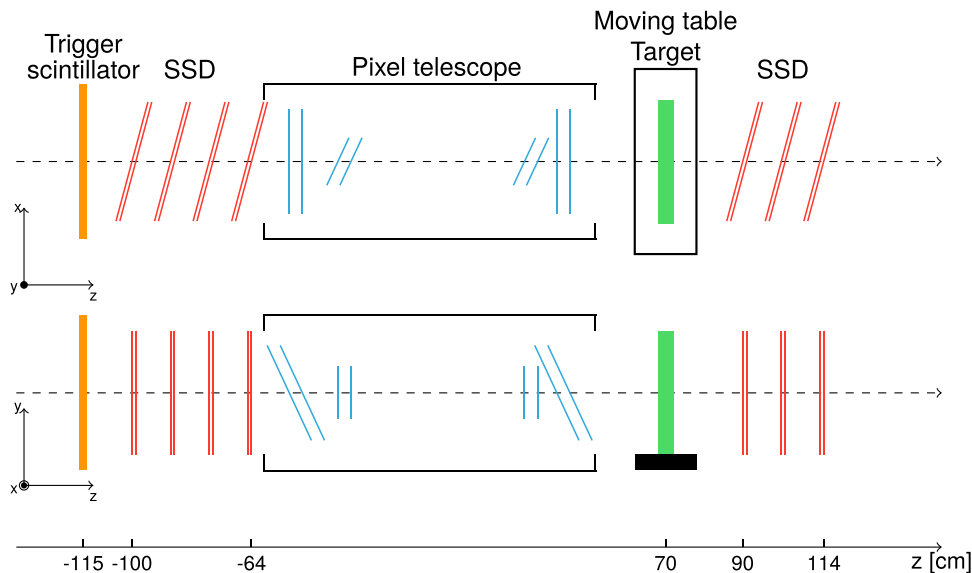 Moving table
Target
Trigger
scintillator
SSD
Pixel telescope
SSD
x
y
z
y
x
z
-115
-100
-64
70
90
114
z [cm]